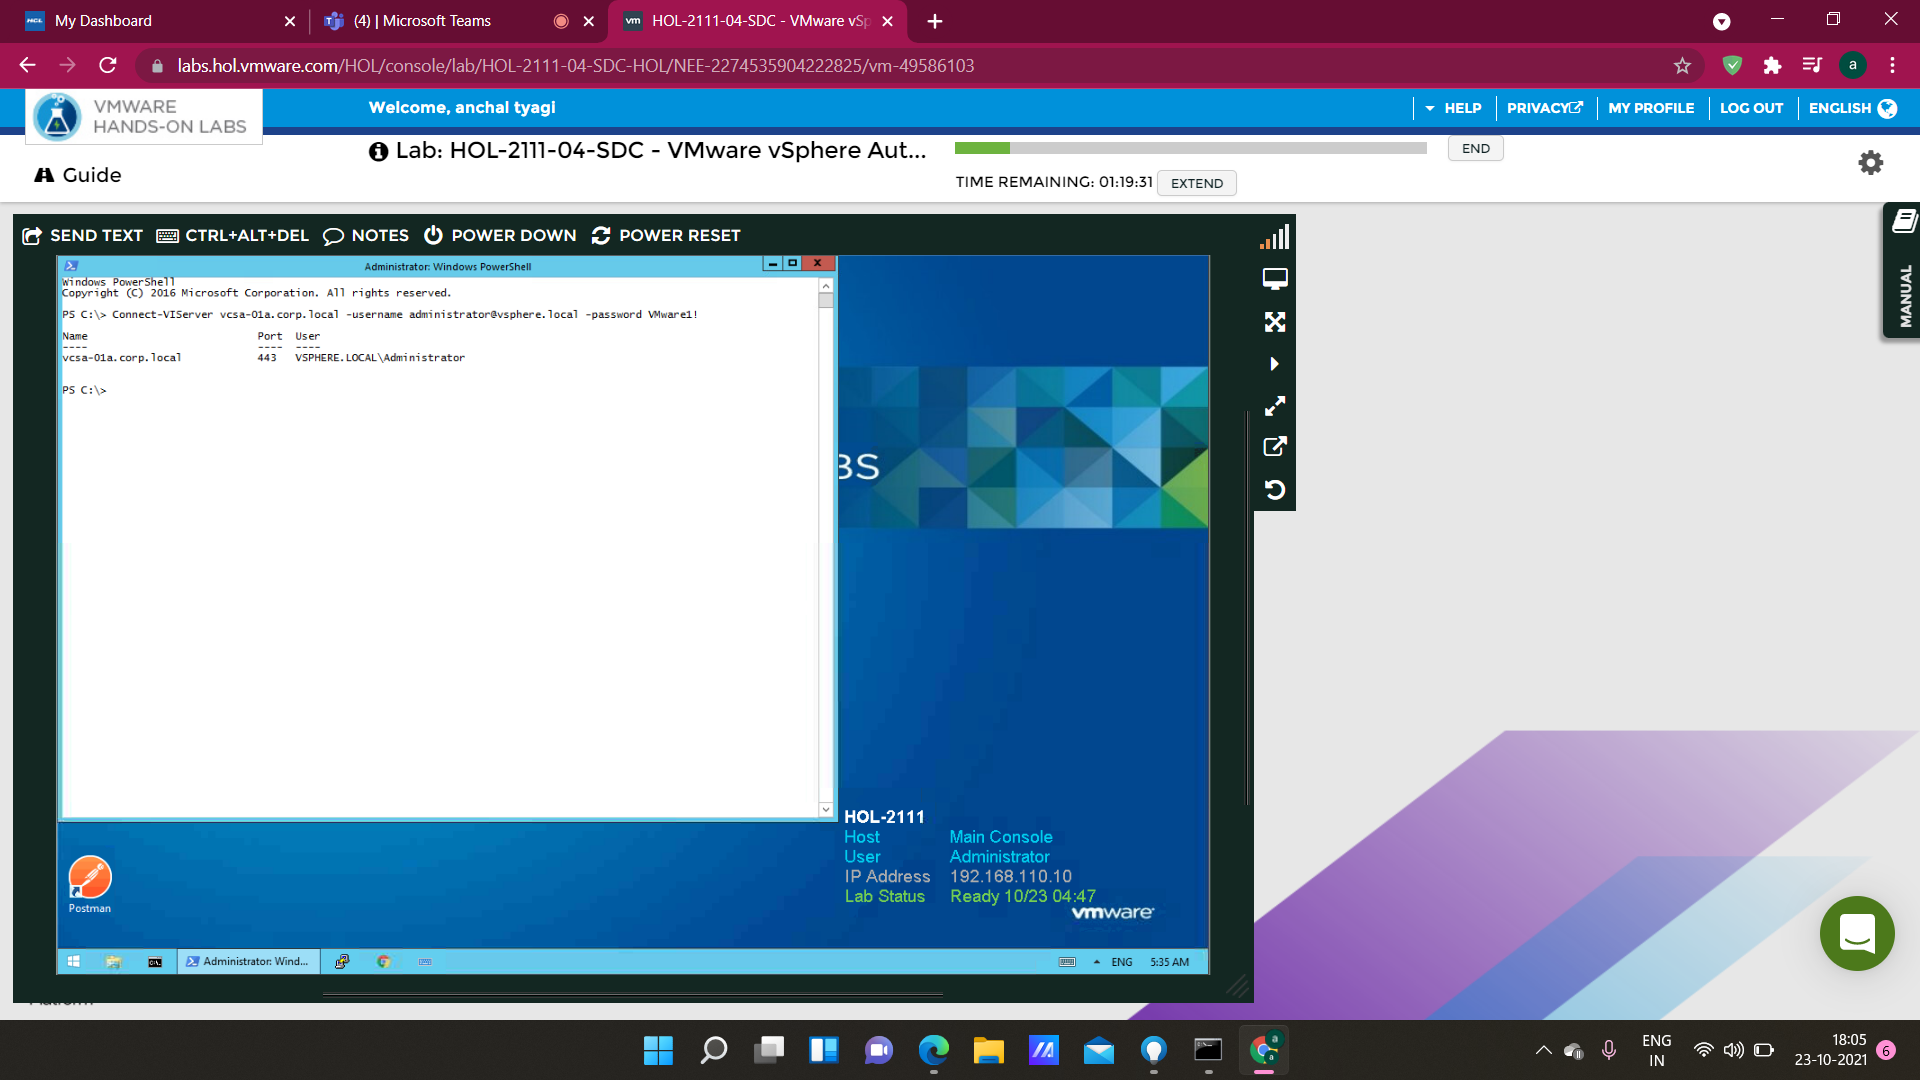 My Dashboard
(4) | Microsoft Teams
vm HOL-2111-04-SDC - VMware vSp
labs.hol.vmware.com/HOL/console/lab/HOL-2111-04-SDC-HOL/NEE-2274535904222825/vm-49586103
a
VMWARE
HANDS-ON LABS
Welcome, anchal tyagi
HELP
PRIVACY
MY PROFILE
LOG OUT
ENGLISH
Guide
Lab: HOL-2111-04-SDC - VMware vSphere Aut...
END
TIME REMAINING: 01:19:31
EXTEND
SEND TEXT
CTRL+ALT+DEL
NOTES
POWER DOWN
POWER RESET
MANUAL
Administrator: Windows PowerShell
Windows PowerShell
Copyright (C) 2016 Microsoft Corporation. All rights reserved.
PS C:\> Connect-VIServer vcsa-01a.corp.local -username administrator@vsphere.local -password VMware1!
Name Port User
---- ---- ----
vcsa-01a.corp.local 443 VSPHERE.LOCAL\Administrator
PS C:\>
BS
HOL-2111
Host Main Console
User Administrator
IP Address 192.168.110.10
Lab Status Ready 10/23 04:47
vmware
Postman
Administrator: Wind...
ENG
5:35 AM
ENG
IN
18:05
23-10-2021
6